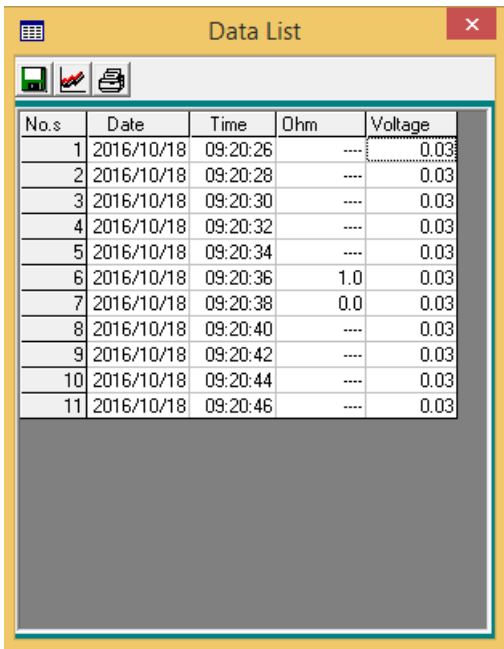 Data List
No.s Date Time Ohm Voltage
1 2016/10/18 09:20:26 ---- 0.03
2 2016/10/18 09:20:28 ---- 0.03
3 2016/10/18 09:20:30 ---- 0.03
4 2016/10/18 09:20:32 ---- 0.03
5 2016/10/18 09:20:34 ---- 0.03
6 2016/10/18 09:20:36 1.0 0.03
7 2016/10/18 09:20:38 0.0 0.03
8 2016/10/18 09:20:40 ---- 0.03
9 2016/10/18 09:20:42 ---- 0.03
10 2016/10/18 09:20:44 ---- 0.03
11 2016/10/18 09:20:46 ---- 0.03